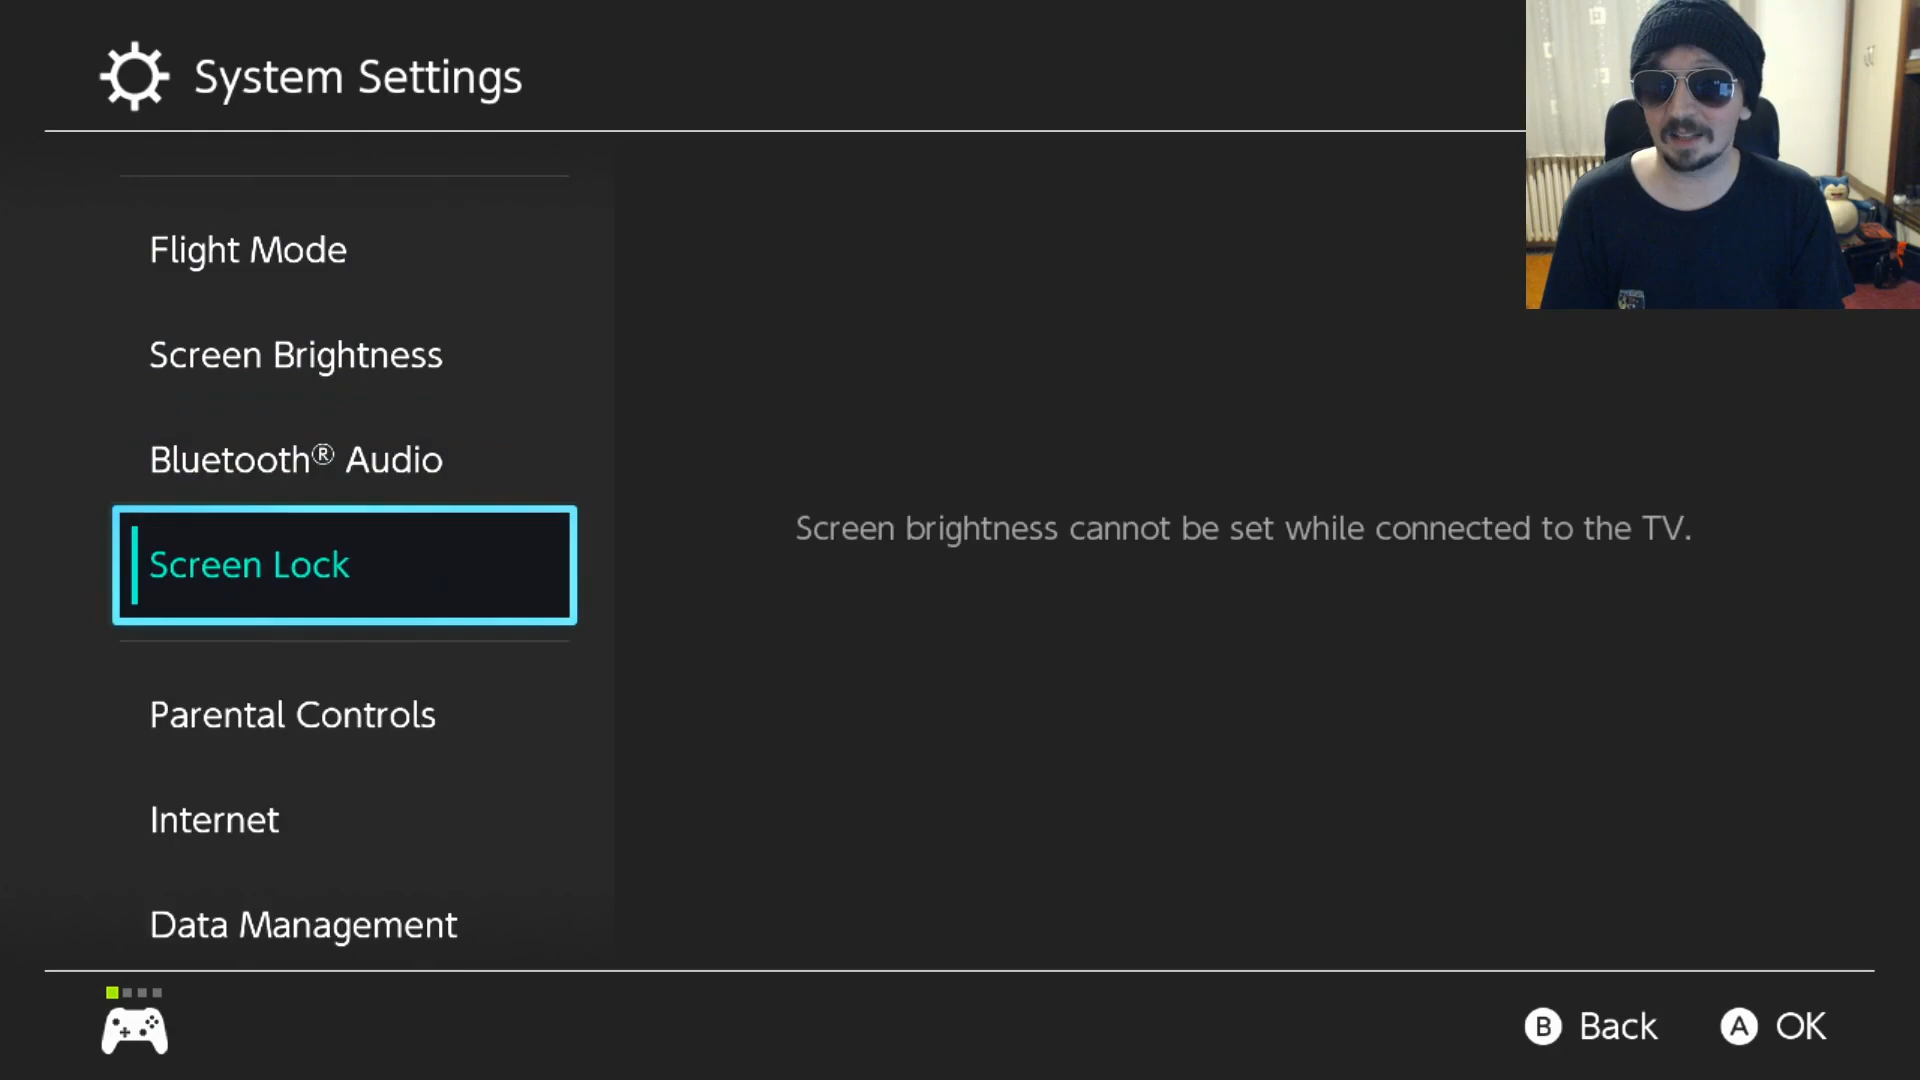 System Settings
Flight Mode
Screen Brightness
Bluetooth® Audio
Screen Lock
Screen brightness cannot be set while connected to the TV.
Parental Controls
Internet
Data Management
B Back
A OK